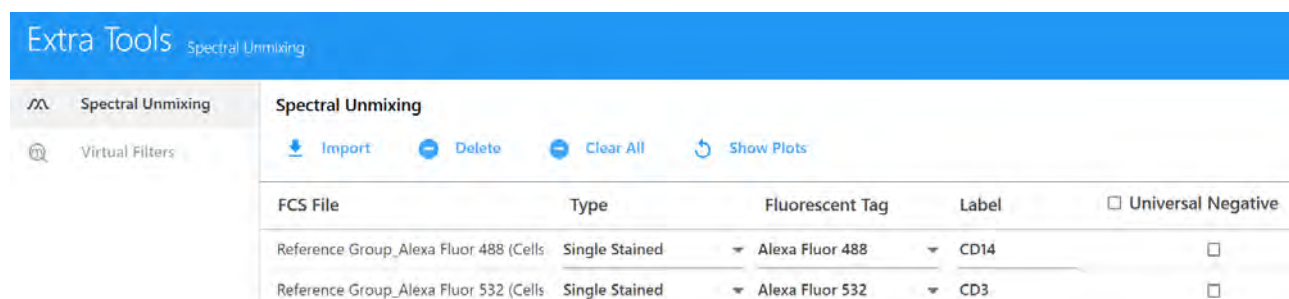 Extra Tools Spectral Unmixing
Spectral Unmixing
Virtual Filters
Spectral Unmixing
Import Delete Clear All Show Plots
FCS File Type Fluorescent Tag Label Universal Negative
Reference Group_Alexa Fluor 488 (Cells Single Stained Alexa Fluor 488 CD14
Reference Group_Alexa Fluor 532 (Cells Single Stained Alexa Fluor 532 CD3